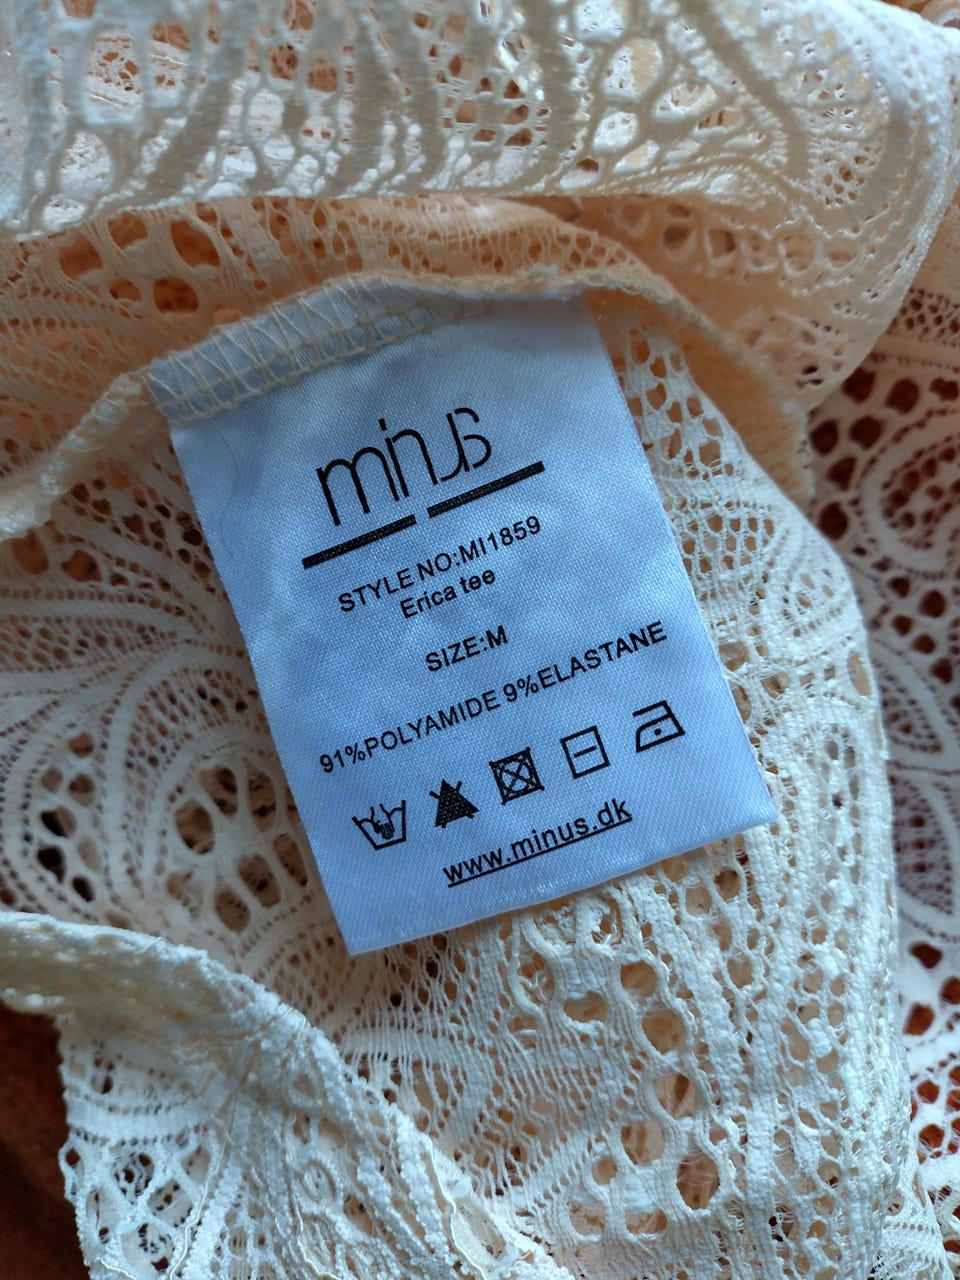 minus
STYLE NO:MI1859
Erica tee
SIZE:M
91%POLYAMIDE 9%ELASTANE
www.minus.dk